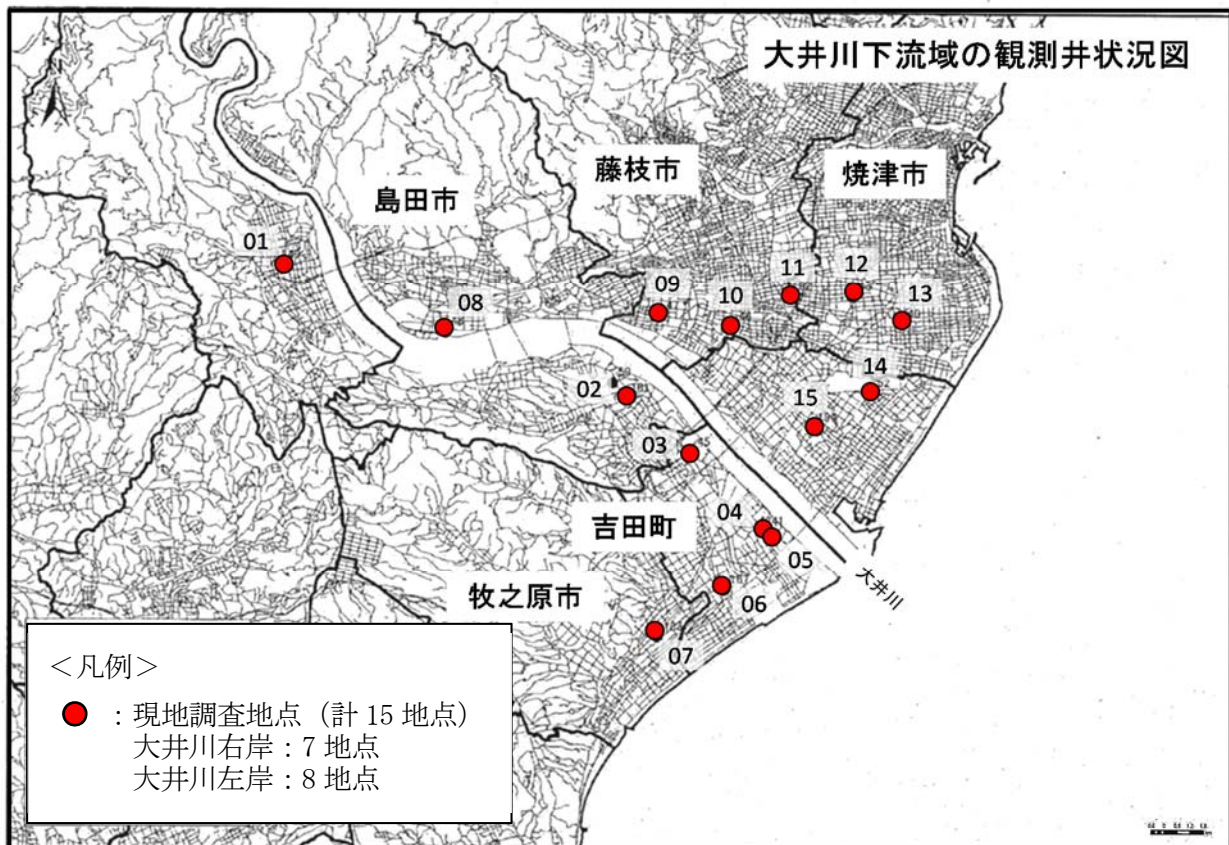 大井川下流域の観測井状況図
藤枝市
焼津市
島田市
01
08
09
10
11
12
13
14
15
02
03
吉田町
04
05
06
07
牧之原市
大井川
＜凡例＞
：現地調査地点（計 15 地点）
大井川右岸：7 地点
大井川左岸：8 地点